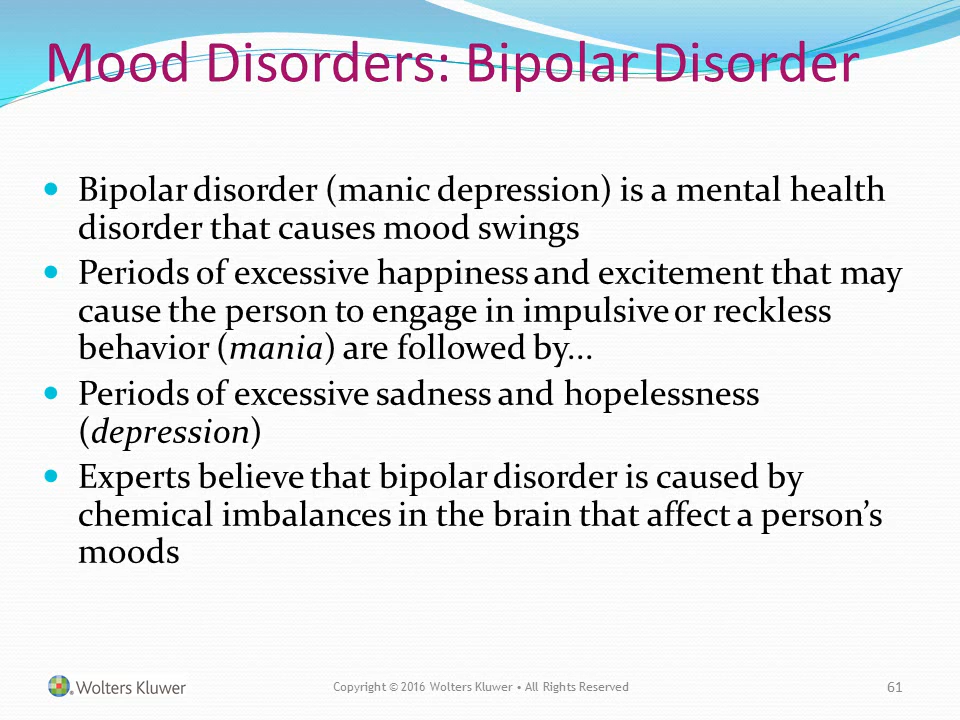 Mood Disorders: Bipolar Disorder
Bipolar disorder (manic depression) is a mental health
disorder that causes mood swings
Periods of excessive happiness and excitement that may
cause the person to engage in impulsive or reckless
behavior (mania) are followed by...
Periods of excessive sadness and hopelessness
(depression)
Experts believe that bipolar disorder is caused by
chemical imbalances in the brain that affect a person’s
moods
Wolters Kluwer
Copyright © 2016 Wolters Kluwer • All Rights Reserved
61